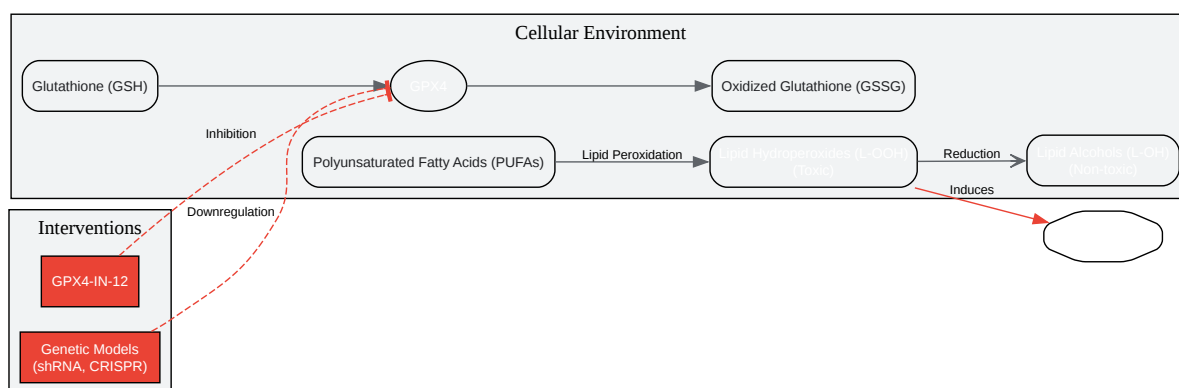 Cellular Environment
Glutathione (GSH)
GPX4
Oxidized Glutathione (GSSG)
Inhibition
Polyunsaturated Fatty Acids (PUFAs)
Lipid Peroxidation
Lipid Hydroperoxides (L-OOH)
(Toxic)
Reduction
Lipid Alcohols (L-OH)
(Non-toxic)
Induces
Downregulation
Interventions
GPX4-IN-12
Genetic Models
(shRNA, CRISPR)